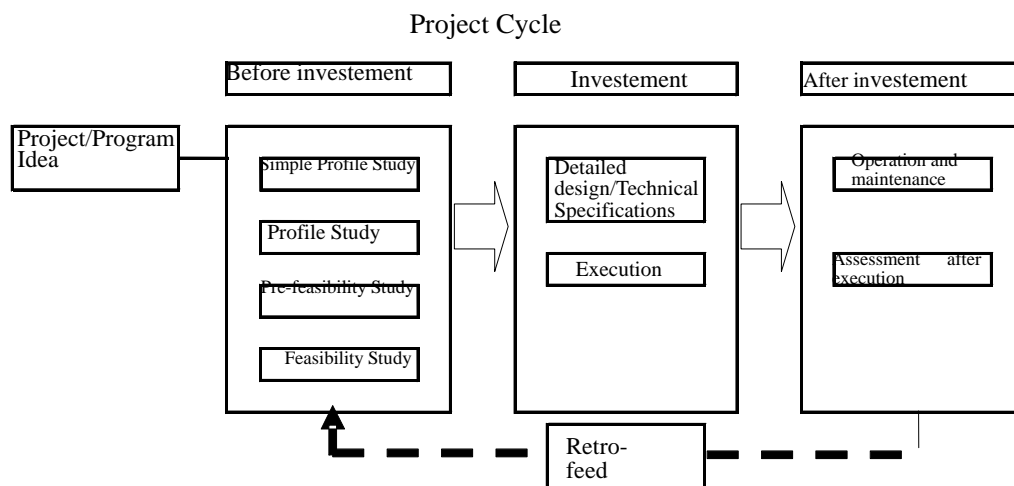 Project Cycle
Before investement
Investement
After investement
Project/Program
Idea
Simple Profile Study
Profile Study
Pre-feasibility Study
Feasibility Study
Detailed
design/Technical
Specifications
Execution
Operation and
maintenance
Assessment after
execution
Retro-
feed